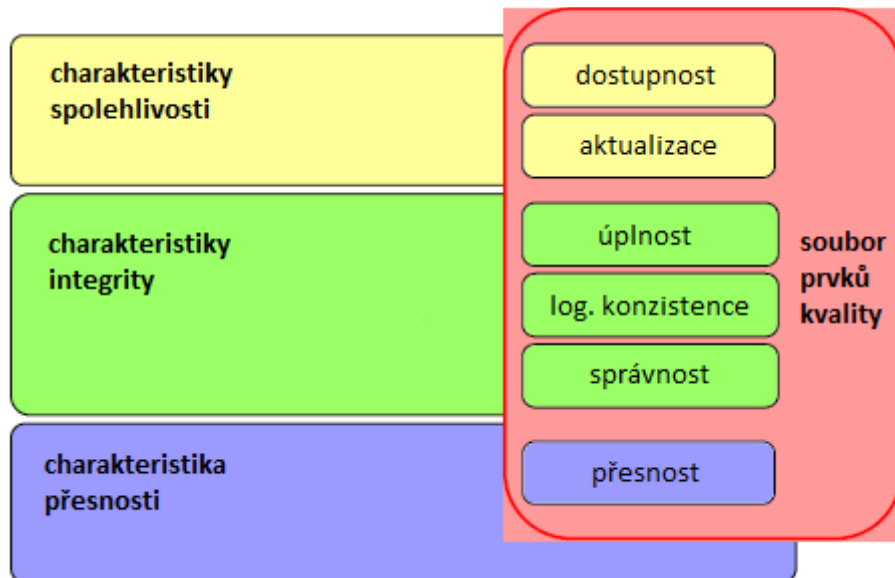 charakteristiky
spolehlivosti
dostupnost
aktualizace
charakteristiky
integrity
úplnost
log. konzistence
správnost
soubor
prvků
kvality
charakteristika
přesnosti
přesnost